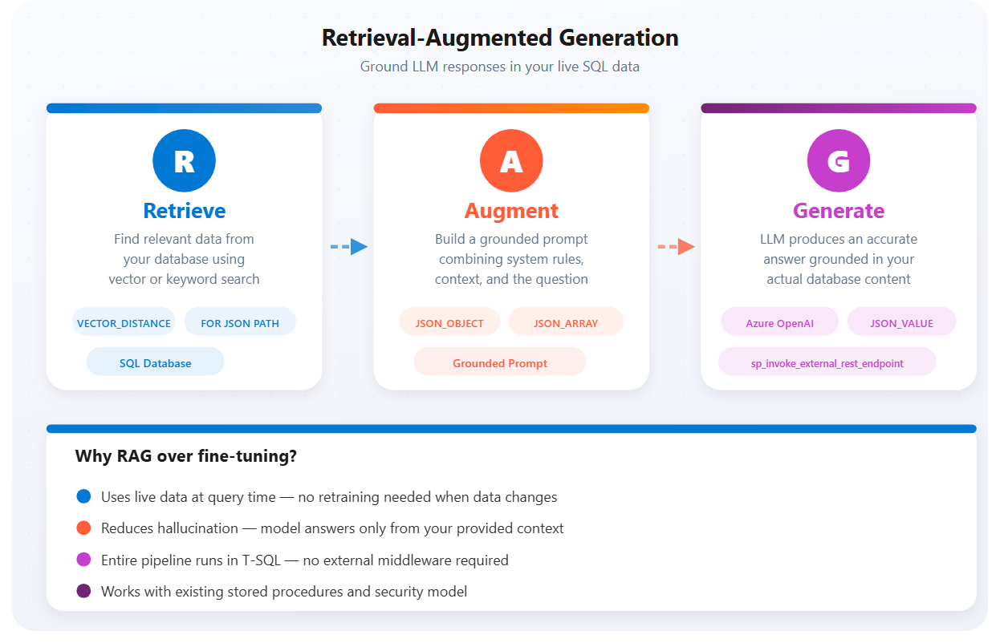 Retrieval-Augmented Generation
Ground LLM responses in your live SQL data
R
Retrieve
Find relevant data from
your database using
vector or keyword search
VECTOR_DISTANCE
FOR JSON PATH
SQL Database
A
Augment
Build a grounded prompt
combining system rules,
context, and the question
JSON_OBJECT
JSON_ARRAY
Grounded Prompt
G
Generate
LLM produces an accurate
answer grounded in your
actual database content
Azure OpenAI
JSON_VALUE
sp_invoke_external_rest_endpoint
Why RAG over fine-tuning?
Uses live data at query time — no retraining needed when data changes
Reduces hallucination — model answers only from your provided context
Entire pipeline runs in T-SQL — no external middleware required
Works with existing stored procedures and security model